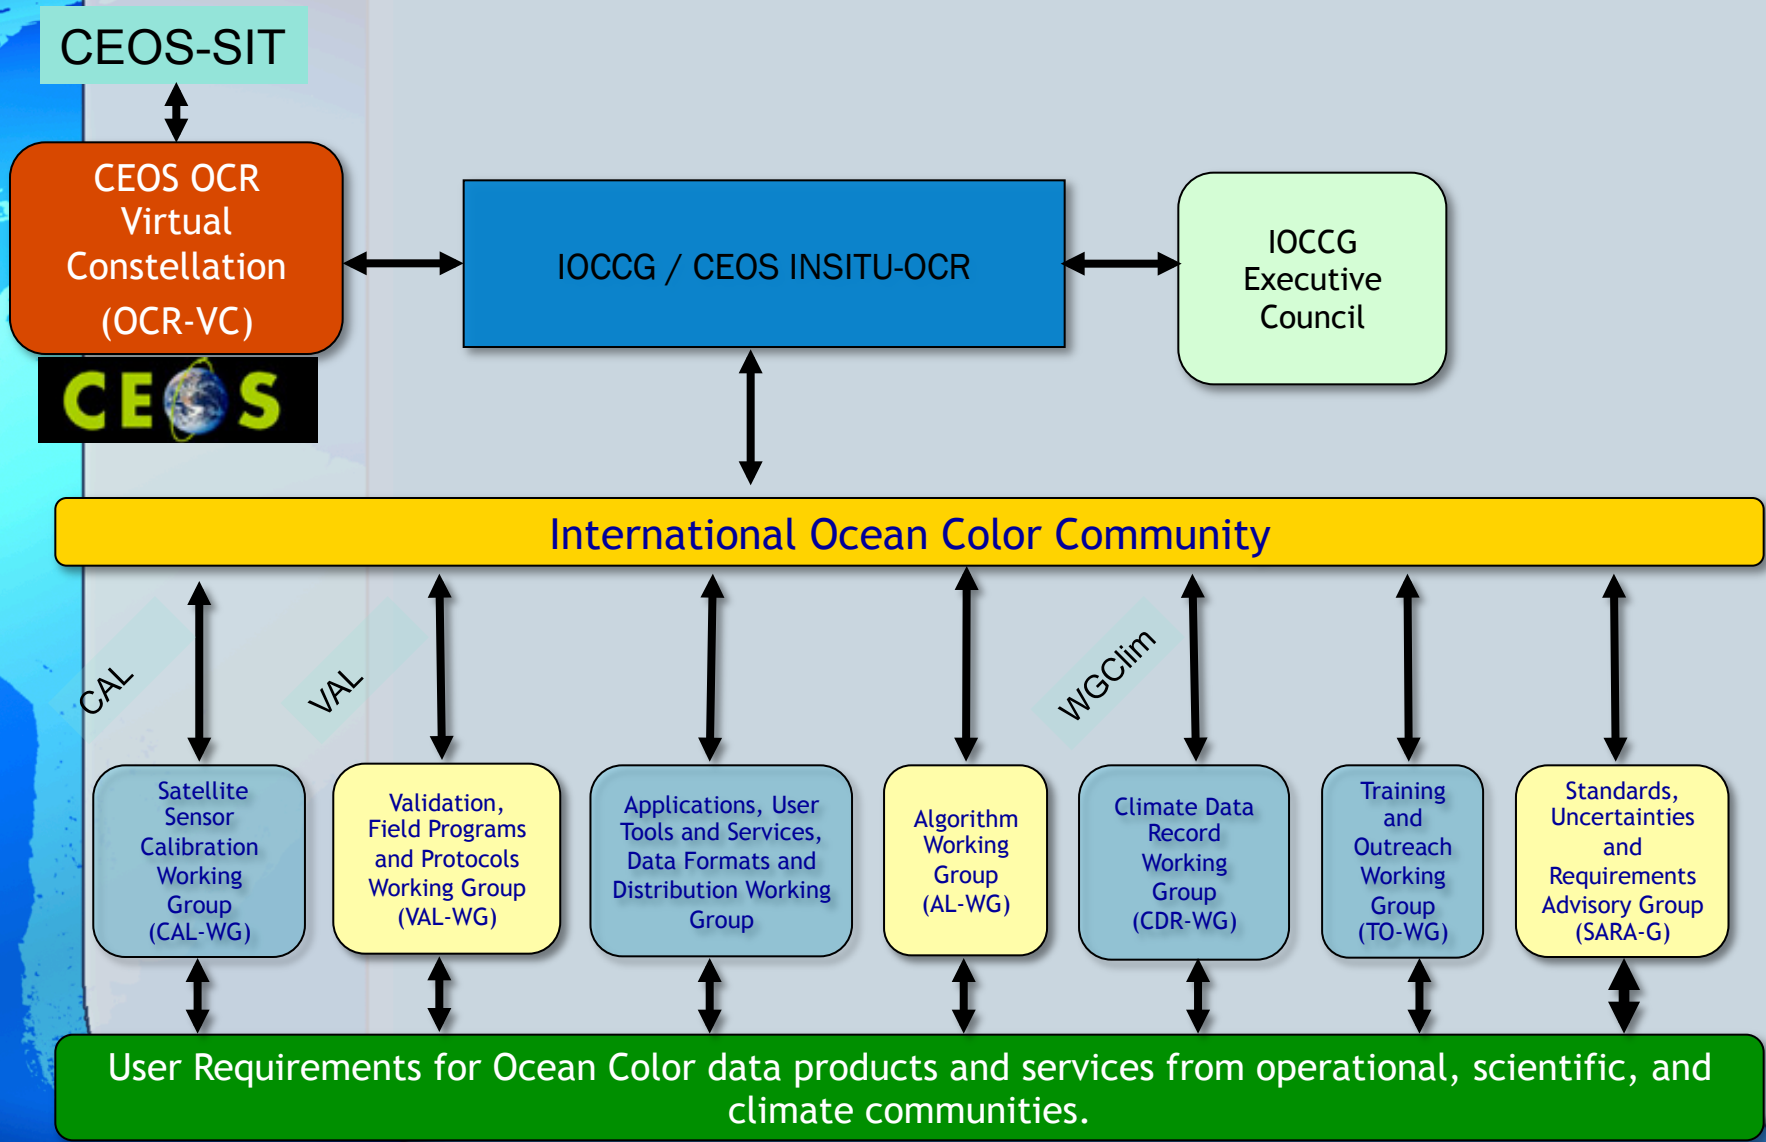 CEOS-SIT
CEOS OCR
Virtual
Constellation
(OCR-VC)
CEOS
IOCCG / CEOS INSITU-OCR
IOCCG
Executive
Council
International Ocean Color Community
CAL
VAL
WGClim
Satellite
Sensor
Calibration
Working
Group
(CAL-WG)
Validation,
Field Programs
and Protocols
Working Group
(VAL-WG)
Applications, User
Tools and Services,
Data Formats and
Distribution Working
Group
Algorithm
Working
Group
(AL-WG)
Climate Data
Record
Working
Group
(CDR-WG)
Training
and
Outreach
Working
Group
(TO-WG)
Standards,
Uncertainties
and
Requirements
Advisory Group
(SARA-G)
User Requirements for Ocean Color data products and services from operational, scientific, and
climate communities.